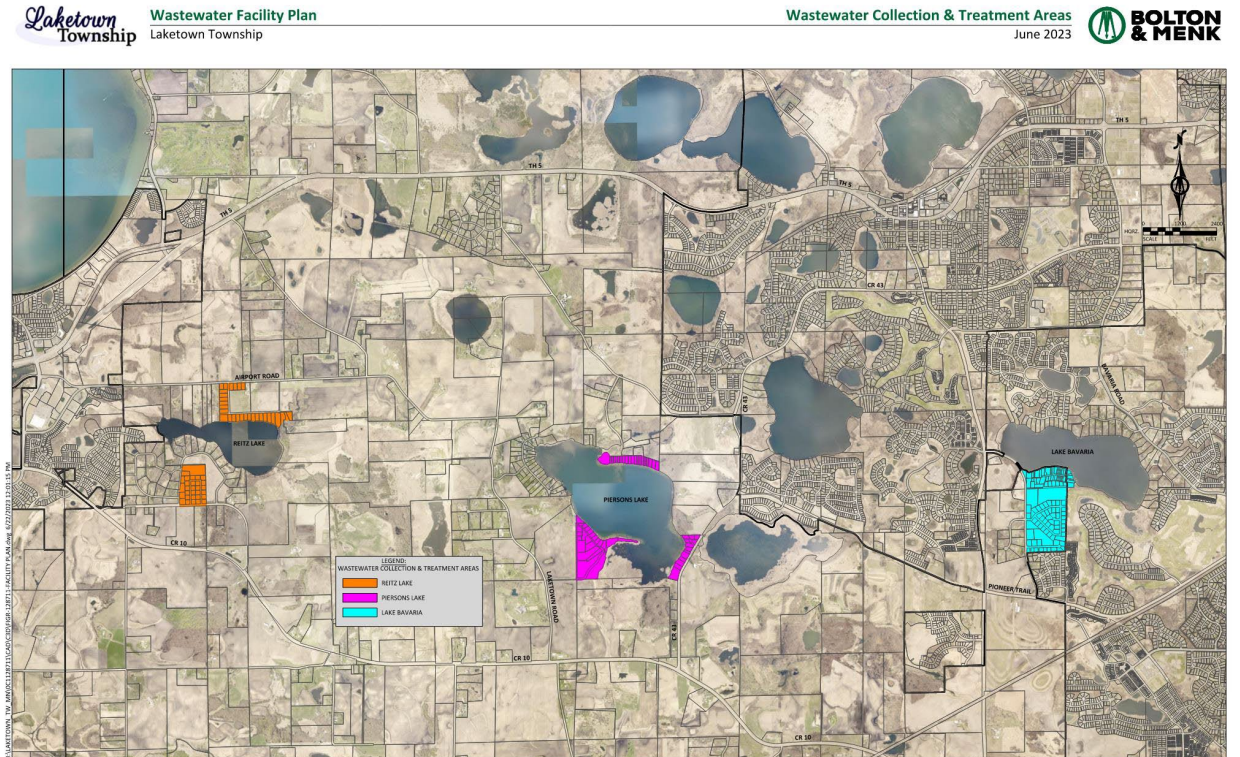 Laketown
Township
Wastewater Facility Plan
Laketown Township
Wastewater Collection & Treatment Areas
June 2023
BOLTON
& MENK
TH 5
TH 5
TH 5
TH 5
HORZ.
SCALE
FEET
CR 43
AIRPORT ROAD
BAVARIA ROAD
CR 43
REITZ LAKE
LAKE BAVARIA
PIERSONS LAKE
CR 10
LEGEND:
WASTEWATER COLLECTION & TREATMENT AREAS
REITZ LAKE
PIERSONS LAKE
LAKE BAVARIA
LAKETOWN ROAD
PIONEER TRAIL
CR 43
CR 10
CR 10